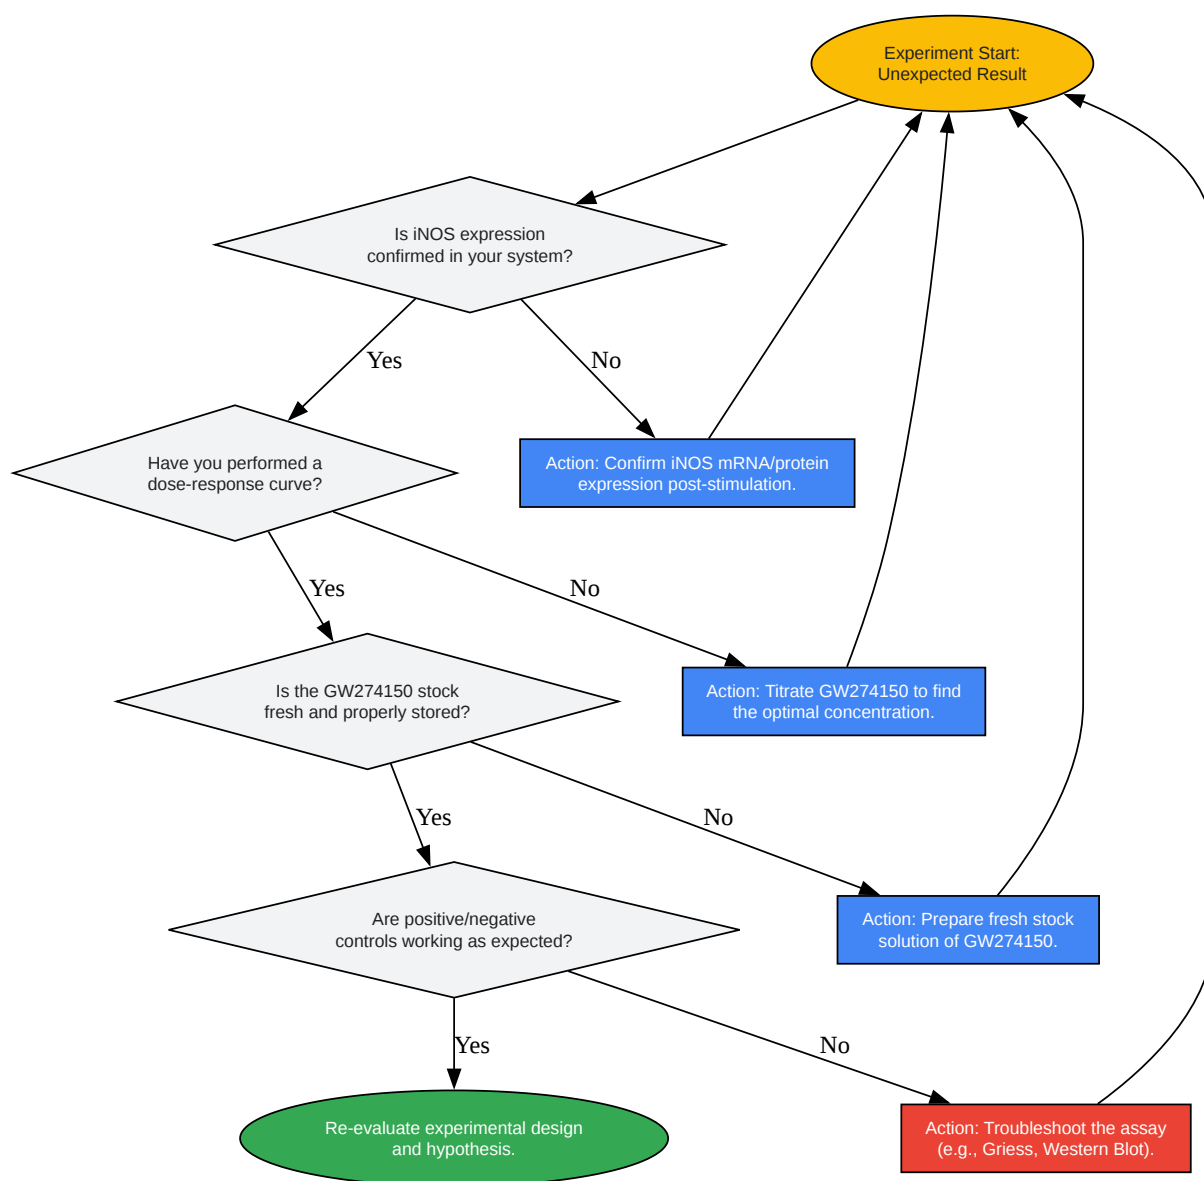 Experiment Start:
Unexpected Result
Is iNOS expression
confirmed in your system?
Yes
No
Have you performed a
dose-response curve?
Action: Confirm iNOS mRNA/protein
expression post-stimulation.
Yes
No
Is the GW274150 stock
fresh and properly stored?
Action: Titrate GW274150 to find
the optimal concentration.
Yes
No
Are positive/negative
controls working as expected?
Action: Prepare fresh stock
solution of GW274150.
Yes
No
Re-evaluate experimental design
and hypothesis.
Action: Troubleshoot the assay
(e.g., Griess, Western Blot).